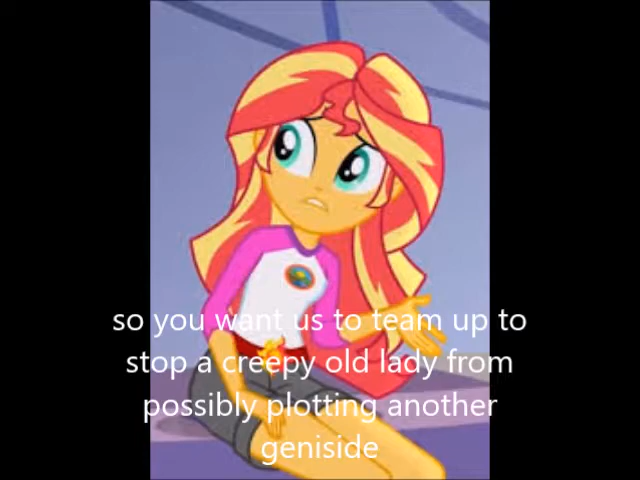 so you want us to team up to
stop a creepy old lady from
possibly plotting another
geniside